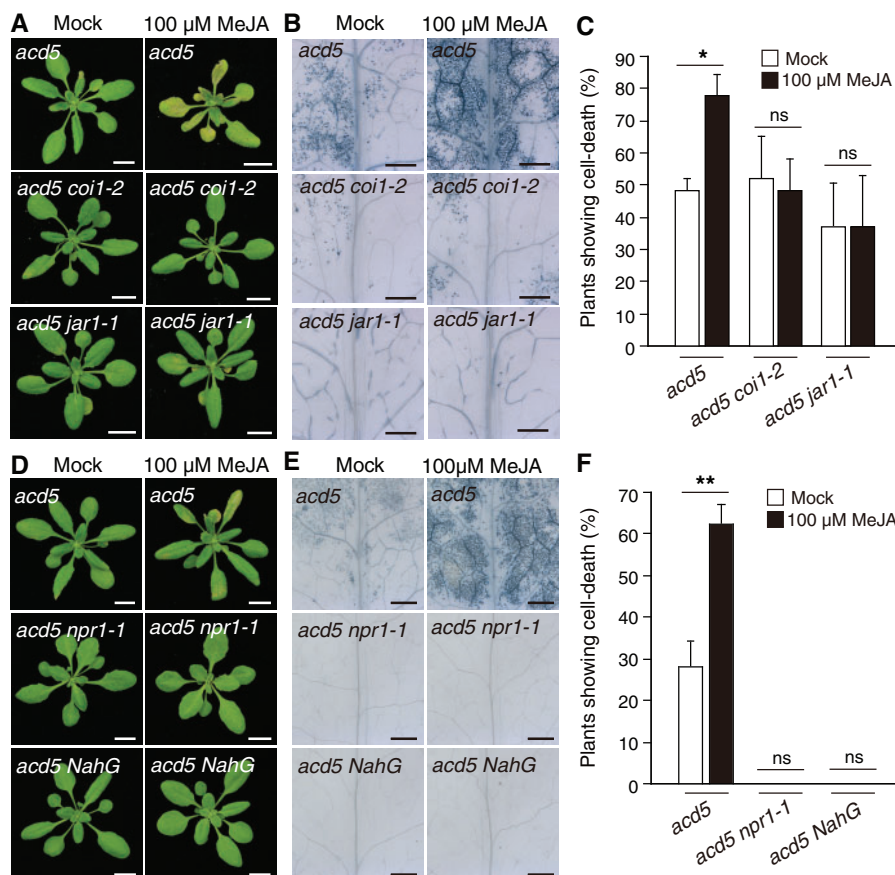 A Mock 100 μM MeJA
acd5 acd5
acd5 coi1-2 acd5 coi1-2
acd5 jar1-1 acd5 jar1-1
B Mock 100 μM MeJA
acd5 acd5
acd5 coi1-2 acd5 coi1-2
acd5 jar1-1 acd5 jar1-1
C
Plants showing cell-death (%)
90
80
70
60
50
40
30
20
10
0
Mock
100 μM MeJA
*
ns
ns
acd5
acd5 coi1-2
acd5 jar1-1
D Mock 100 μM MeJA
acd5 acd5
acd5 npr1-1 acd5 npr1-1
acd5 NahG acd5 NahG
E Mock 100μM MeJA
acd5 acd5
acd5 npr1-1 acd5 npr1-1
acd5 NahG acd5 NahG
F
Plants showing cell-death (%)
70
60
50
40
30
20
10
0
Mock
100 μM MeJA
**
ns
ns
acd5
acd5 npr1-1
acd5 NahG